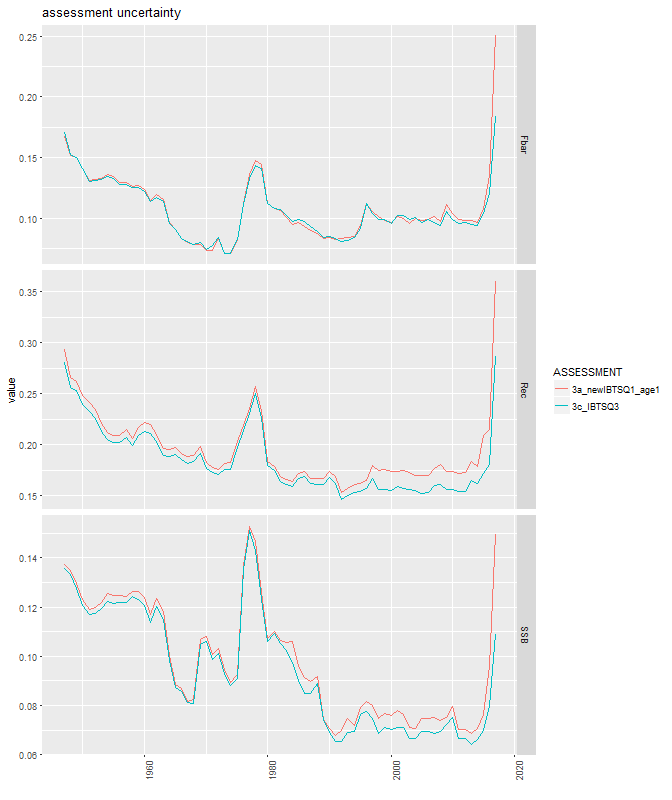 assessment uncertainty
0.25
0.20
0.15
0.10
Fbar
0.35
0.30
0.25
0.20
0.15
Rec
0.14
0.12
0.10
0.08
0.06
SSB
value
1960
1980
2000
2020
ASSESSMENT
3a_newIBTSQ1_age1
3c_IBTSQ3